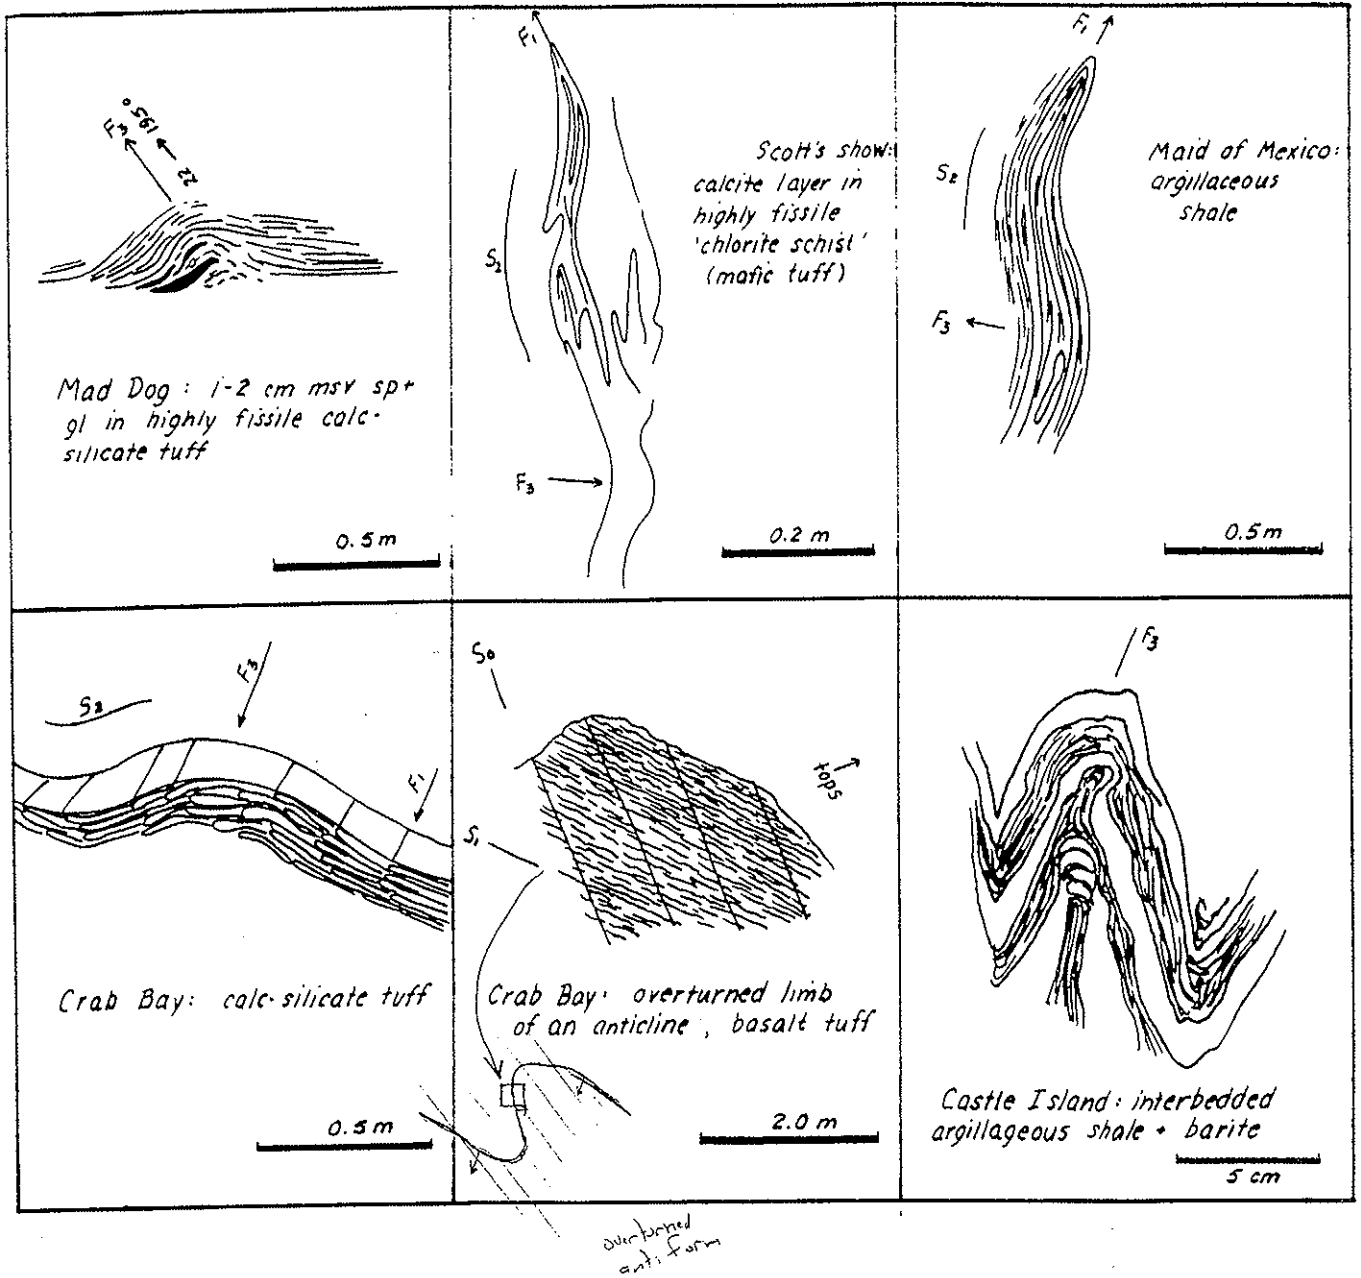 F₃
22 → 195°
Mad Dog : 1-2 cm msv sp +
gl in highly fissile calc-
silicate tuff
0.5 m
F₁
S₂
Scott's show:
calcite layer in
highly fissile
'chlorite schist'
(mafic tuff)
F₃
0.2 m
F₁
S₂
Maid of Mexico:
argillaceous
shale
F₃
0.5 m
F₃
S₂
F₁
Crab Bay: calc-silicate tuff
0.5 m
S₀
tops
S₁
Crab Bay: overturned limb
of an anticline, basalt tuff
2.0 m
overturned
antiform
F₃
Castle Island: interbedded
argillageous shale + barite
5 cm